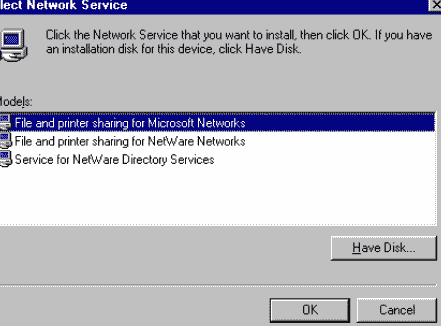 lect Network Service
Click the Network Service that you want to install, then click OK. If you have
an installation disk for this device, click Have Disk.
Models:
File and printer sharing for Microsoft Networks
File and printer sharing for NetWare Networks
Service for NetWare Directory Services
Have Disk...
OK
Cancel